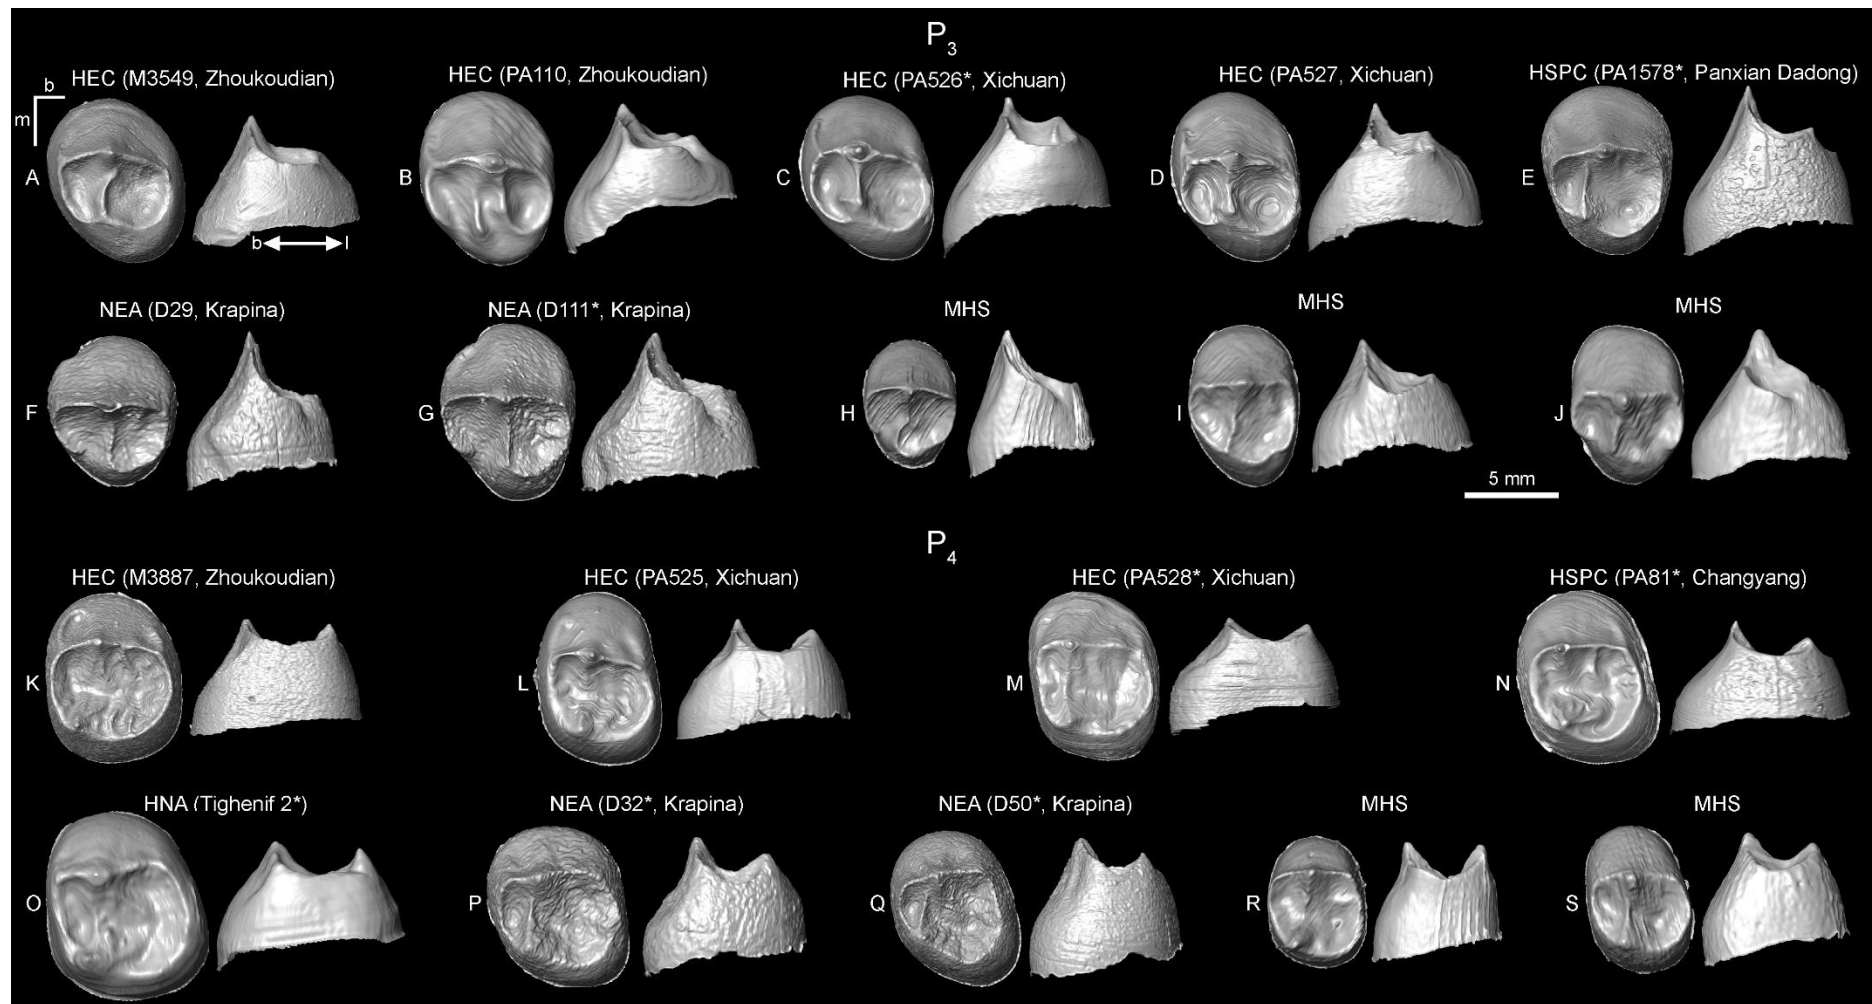 P3
HEC (M3549, Zhoukoudian)
HEC (PA110, Zhoukoudian)
HEC (PA526*, Xichuan)
HEC (PA527, Xichuan)
HSPC (PA1578*, Panxian Dadong)
b
m
A
B
C
D
E
b
l
NEA (D29, Krapina)
NEA (D111*, Krapina)
MHS
MHS
MHS
F
G
H
I
J
5 mm
P4
HEC (M3887, Zhoukoudian)
HEC (PA525, Xichuan)
HEC (PA528*, Xichuan)
HSPC (PA81*, Changyang)
K
L
M
N
HNA (Tighenif 2*)
NEA (D32*, Krapina)
NEA (D50*, Krapina)
MHS
MHS
O
P
Q
R
S